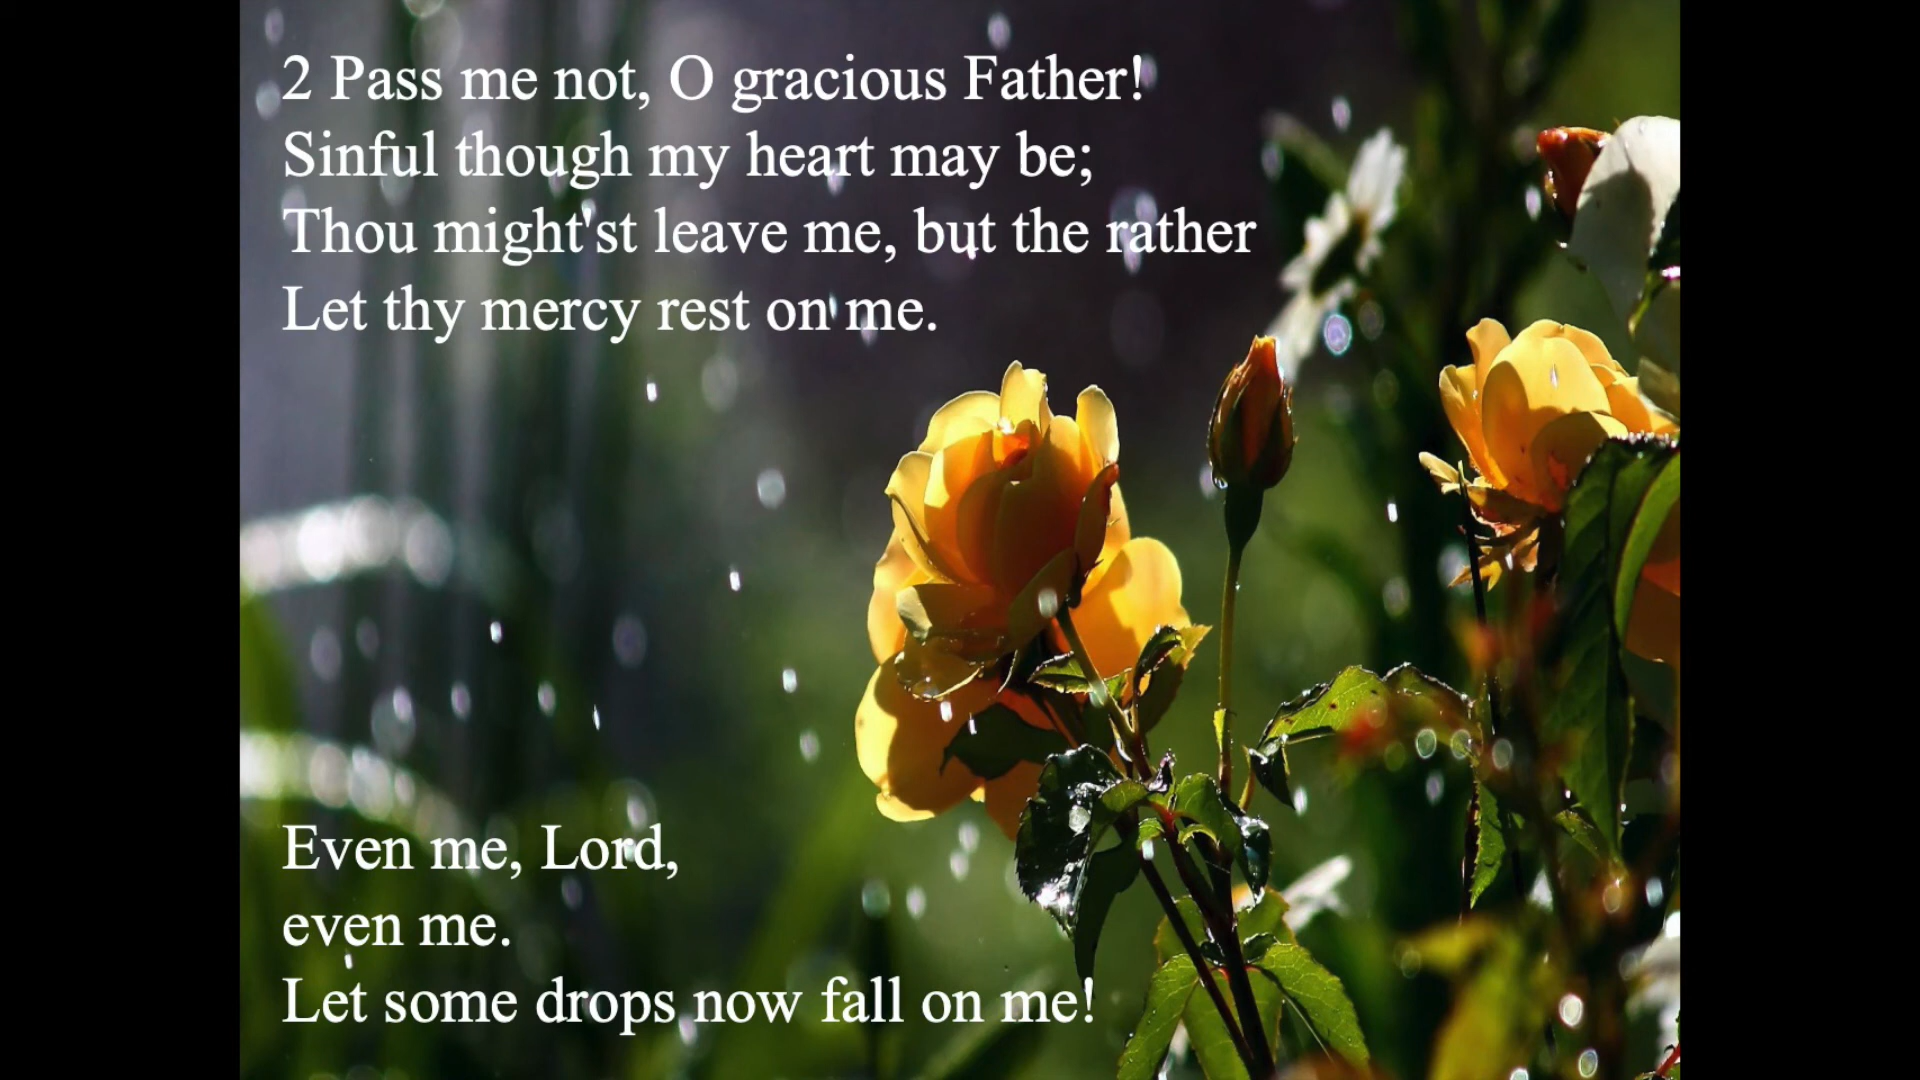 2 Pass me not, O gracious Father!
Sinful though my heart may be;
Thou might'st leave me, but the rather
Let thy mercy rest on me.
Even me, Lord,
even me.
Let some drops now fall on me!